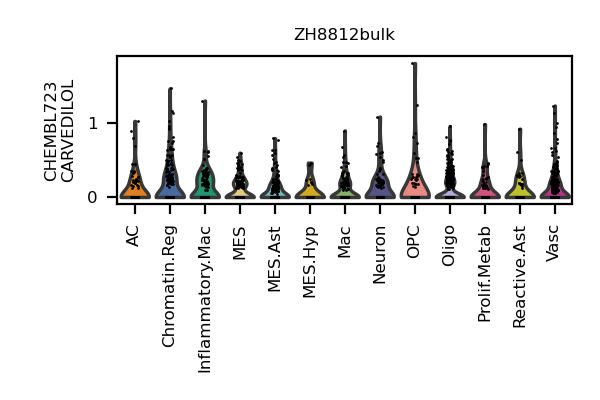 ZH8812bulk
CHEMBL723
CARVEDILOL
1
0
AC
Chromatin.Reg
Inflammatory.Mac
MES
MES.Ast
MES.Hyp
Mac
Neuron
OPC
Oligo
Prolif.Metab
Reactive.Ast
Vasc